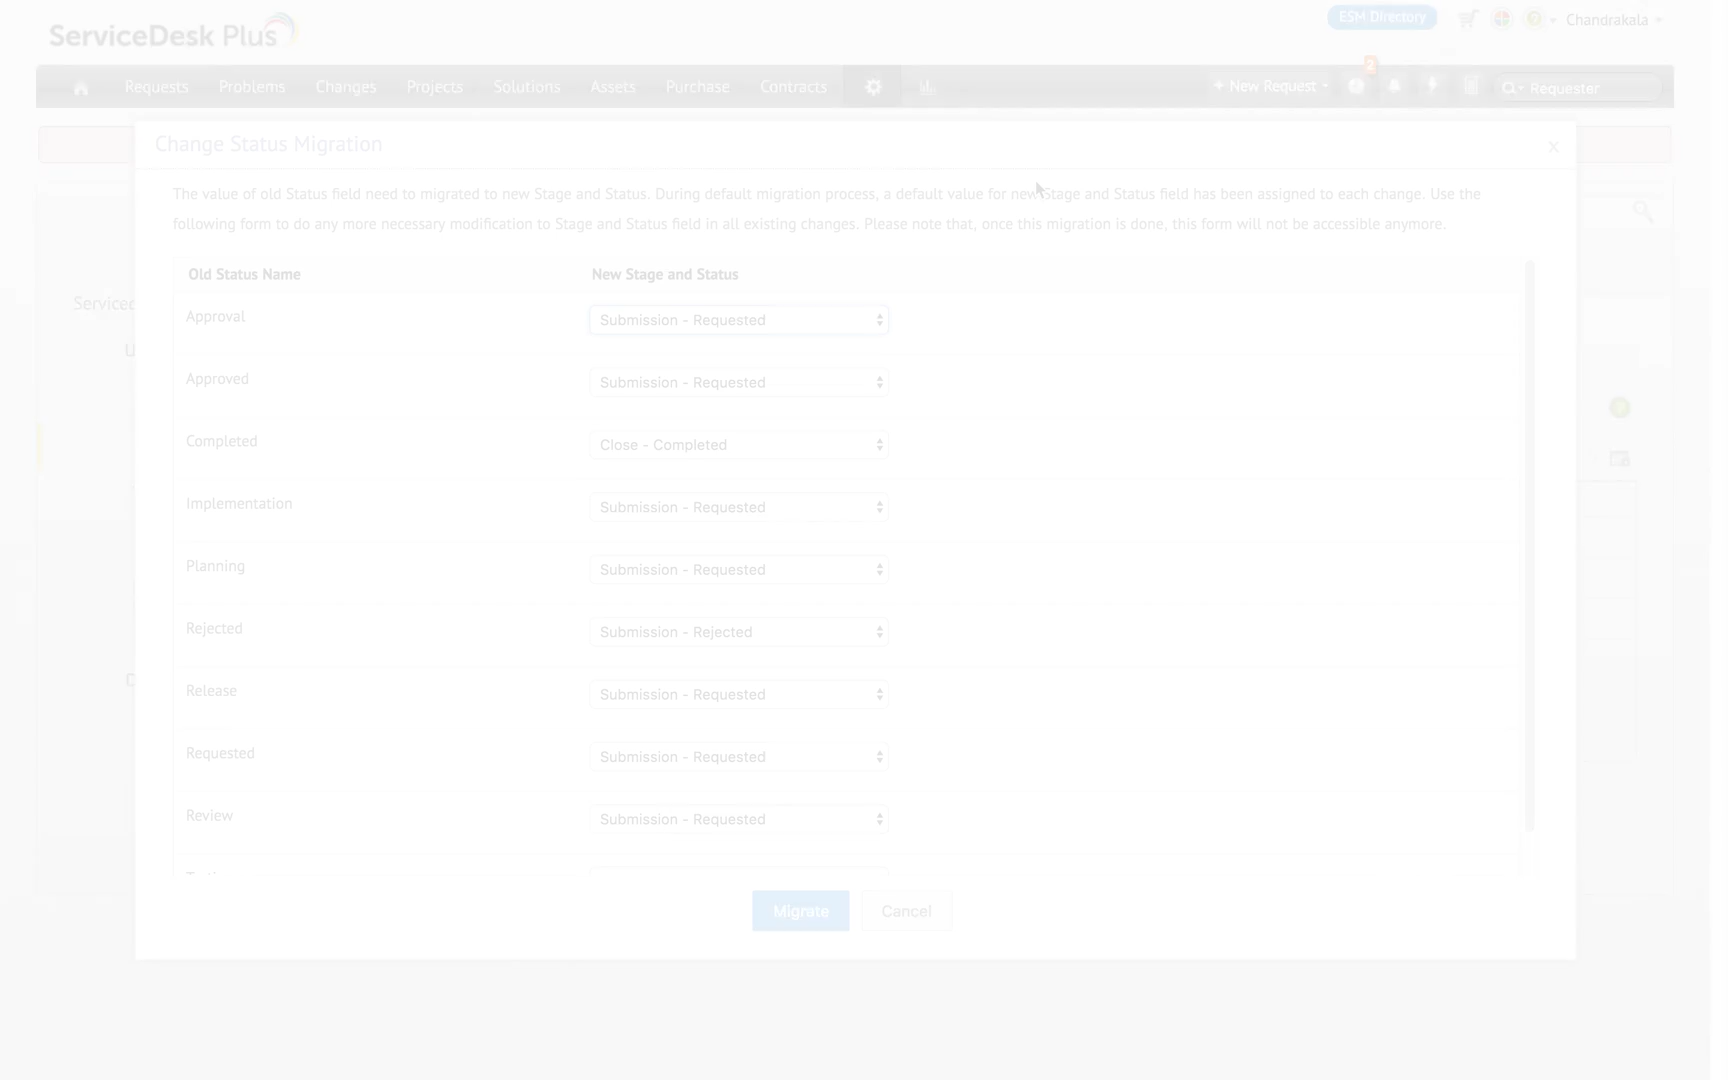 ServiceDesk Plus
ESM Directory
Chandrakala
Requests Problems Changes Projects Solutions Assets Purchase Contracts
2
+ New Request
Requester
Change Status Migration
x
The value of old Status field need to migrated to new Stage and Status. During default migration process, a default value for new Stage and Status field has been assigned to each change. Use the
following form to do any more necessary modification to Stage and Status field in all existing changes. Please note that, once this migration is done, this form will not be accessible anymore.
Old Status Name New Stage and Status
Approval Submission - Requested
Approved Submission - Requested
Completed Close - Completed
Implementation Submission - Requested
Planning Submission - Requested
Rejected Submission - Rejected
Release Submission - Requested
Requested Submission - Requested
Review Submission - Requested
Migrate Cancel